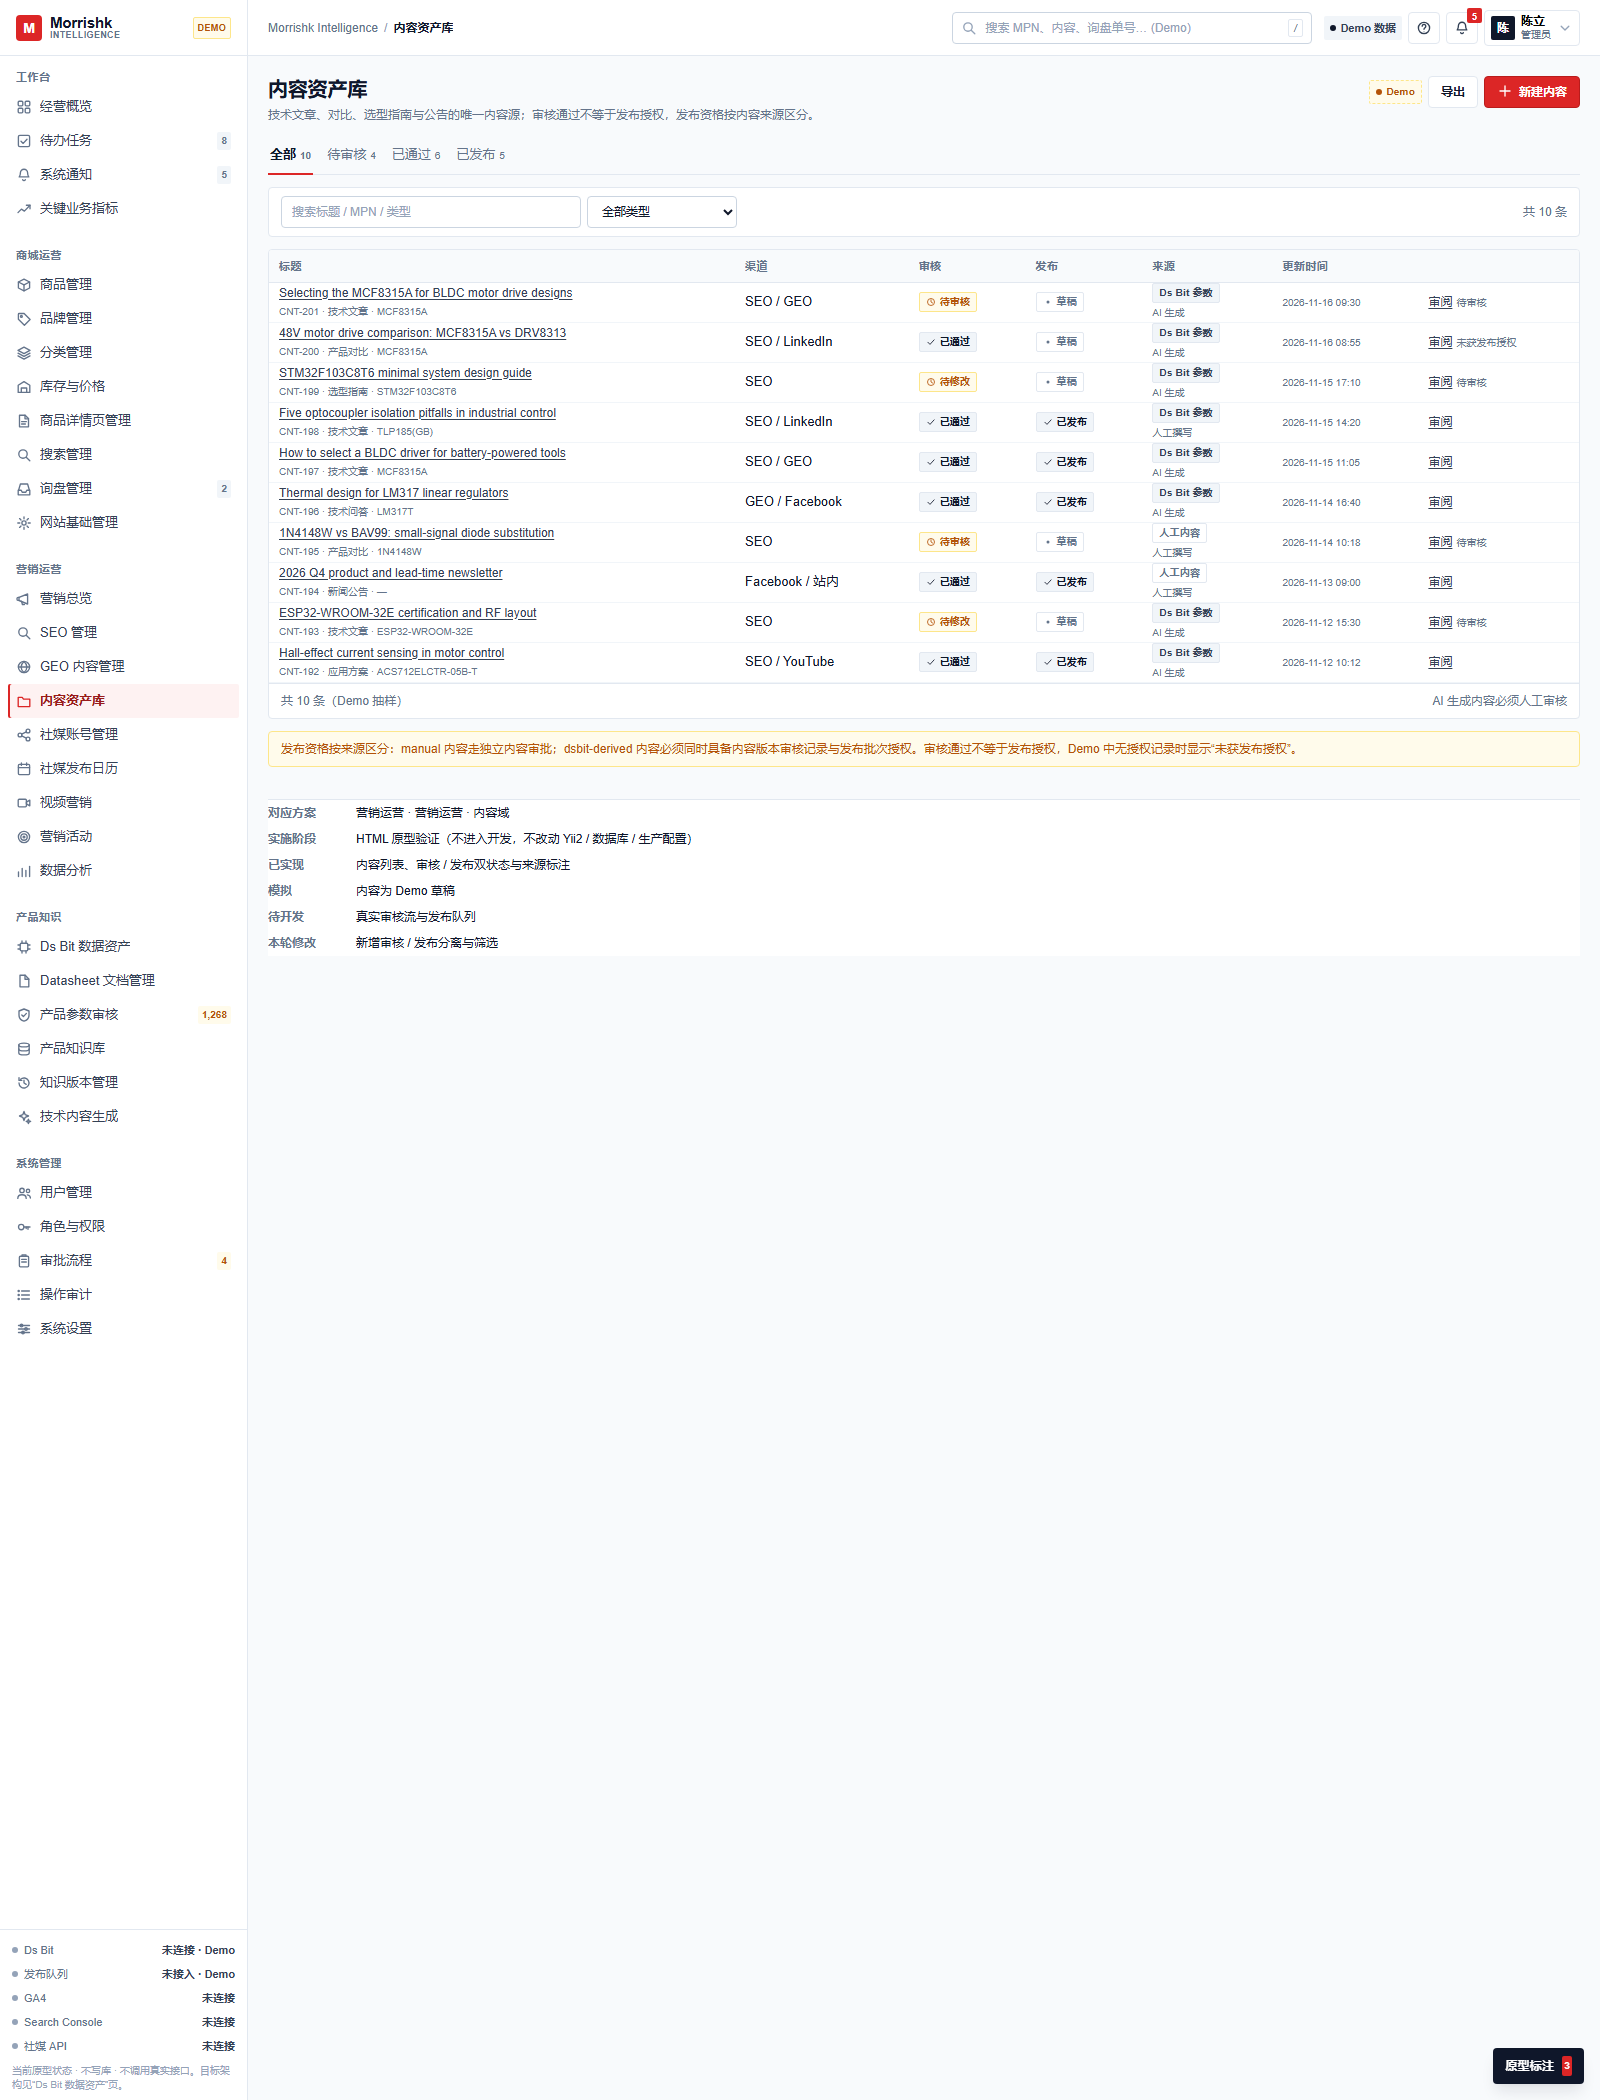 M
Morrishk
INTELLIGENCE
DEMO
工作台
经营概览
待办任务 8
系统通知 5
关键业务指标
商城运营
商品管理
品牌管理
分类管理
库存与价格
商品详情页管理
搜索管理
询盘管理 2
网站基础管理
营销运营
营销总览
SEO 管理
GEO 内容管理
内容资产库
社媒账号管理
社媒发布日历
视频营销
营销活动
数据分析
产品知识
Ds Bit 数据资产
Datasheet 文档管理
产品参数审核 1,268
产品知识库
知识版本管理
技术内容生成
系统管理
用户管理
角色与权限
审批流程 4
操作审计
系统设置
Ds Bit 未连接 · Demo
发布队列 未接入 · Demo
GA4 未连接
Search Console 未连接
社媒 API 未连接
当前原型状态 · 不写库 · 不调用真实接口。目标架
构见“Ds Bit 数据资产”页。
Morrishk Intelligence / 内容资产库
搜索 MPN、内容、询盘单号… (Demo) /
Demo 数据
5
陈
陈立
管理员
内容资产库
技术文章、对比、选型指南与公告的唯一内容源；审核通过不等于发布授权，发布资格按内容来源区分。
Demo
导出
新建内容
全部 10 待审核 4 已通过 6 已发布 5
搜索标题 / MPN / 类型 全部类型 共 10 条
标题 渠道 审核 发布 来源 更新时间
Selecting the MCF8315A for BLDC motor drive designs
CNT-201 · 技术文章 · MCF8315A
SEO / GEO 待审核 草稿 Ds Bit 参数
AI 生成
2026-11-16 09:30 审阅 待审核
48V motor drive comparison: MCF8315A vs DRV8313
CNT-200 · 产品对比 · MCF8315A
SEO / LinkedIn 已通过 草稿 Ds Bit 参数
AI 生成
2026-11-16 08:55 审阅 未获发布授权
STM32F103C8T6 minimal system design guide
CNT-199 · 选型指南 · STM32F103C8T6
SEO 待修改 草稿 Ds Bit 参数
AI 生成
2026-11-15 17:10 审阅 待审核
Five optocoupler isolation pitfalls in industrial control
CNT-198 · 技术文章 · TLP185(GB)
SEO / LinkedIn 已通过 已发布 Ds Bit 参数
人工撰写
2026-11-15 14:20 审阅
How to select a BLDC driver for battery-powered tools
CNT-197 · 技术文章 · MCF8315A
SEO / GEO 已通过 已发布 Ds Bit 参数
AI 生成
2026-11-15 11:05 审阅
Thermal design for LM317 linear regulators
CNT-196 · 技术问答 · LM317T
GEO / Facebook 已通过 已发布 Ds Bit 参数
AI 生成
2026-11-14 16:40 审阅
1N4148W vs BAV99: small-signal diode substitution
CNT-195 · 产品对比 · 1N4148W
SEO 待审核 草稿 人工内容
人工撰写
2026-11-14 10:18 审阅 待审核
2026 Q4 product and lead-time newsletter
CNT-194 · 新闻公告 · —
Facebook / 站内 已通过 已发布 人工内容
人工撰写
2026-11-13 09:00 审阅
ESP32-WROOM-32E certification and RF layout
CNT-193 · 技术文章 · ESP32-WROOM-32E
SEO 待修改 草稿 Ds Bit 参数
AI 生成
2026-11-12 15:30 审阅 待审核
Hall-effect current sensing in motor control
CNT-192 · 应用方案 · ACS712ELCTR-05B-T
SEO / YouTube 已通过 已发布 Ds Bit 参数
AI 生成
2026-11-12 10:12 审阅
共 10 条（Demo 抽样） AI 生成内容必须人工审核
发布资格按来源区分：manual 内容走独立内容审批；dsbit-derived 内容必须同时具备内容版本审核记录与发布批次授权。审核通过不等于发布授权，Demo 中无授权记录时显示“未获发布授权”。
对应方案 营销运营 · 营销运营 · 内容域
实施阶段 HTML 原型验证（不进入开发，不改动 Yii2 / 数据库 / 生产配置）
已实现 内容列表、审核 / 发布双状态与来源标注
模拟 内容为 Demo 草稿
待开发 真实审核流与发布队列
本轮修改 新增审核 / 发布分离与筛选
原型标注 3